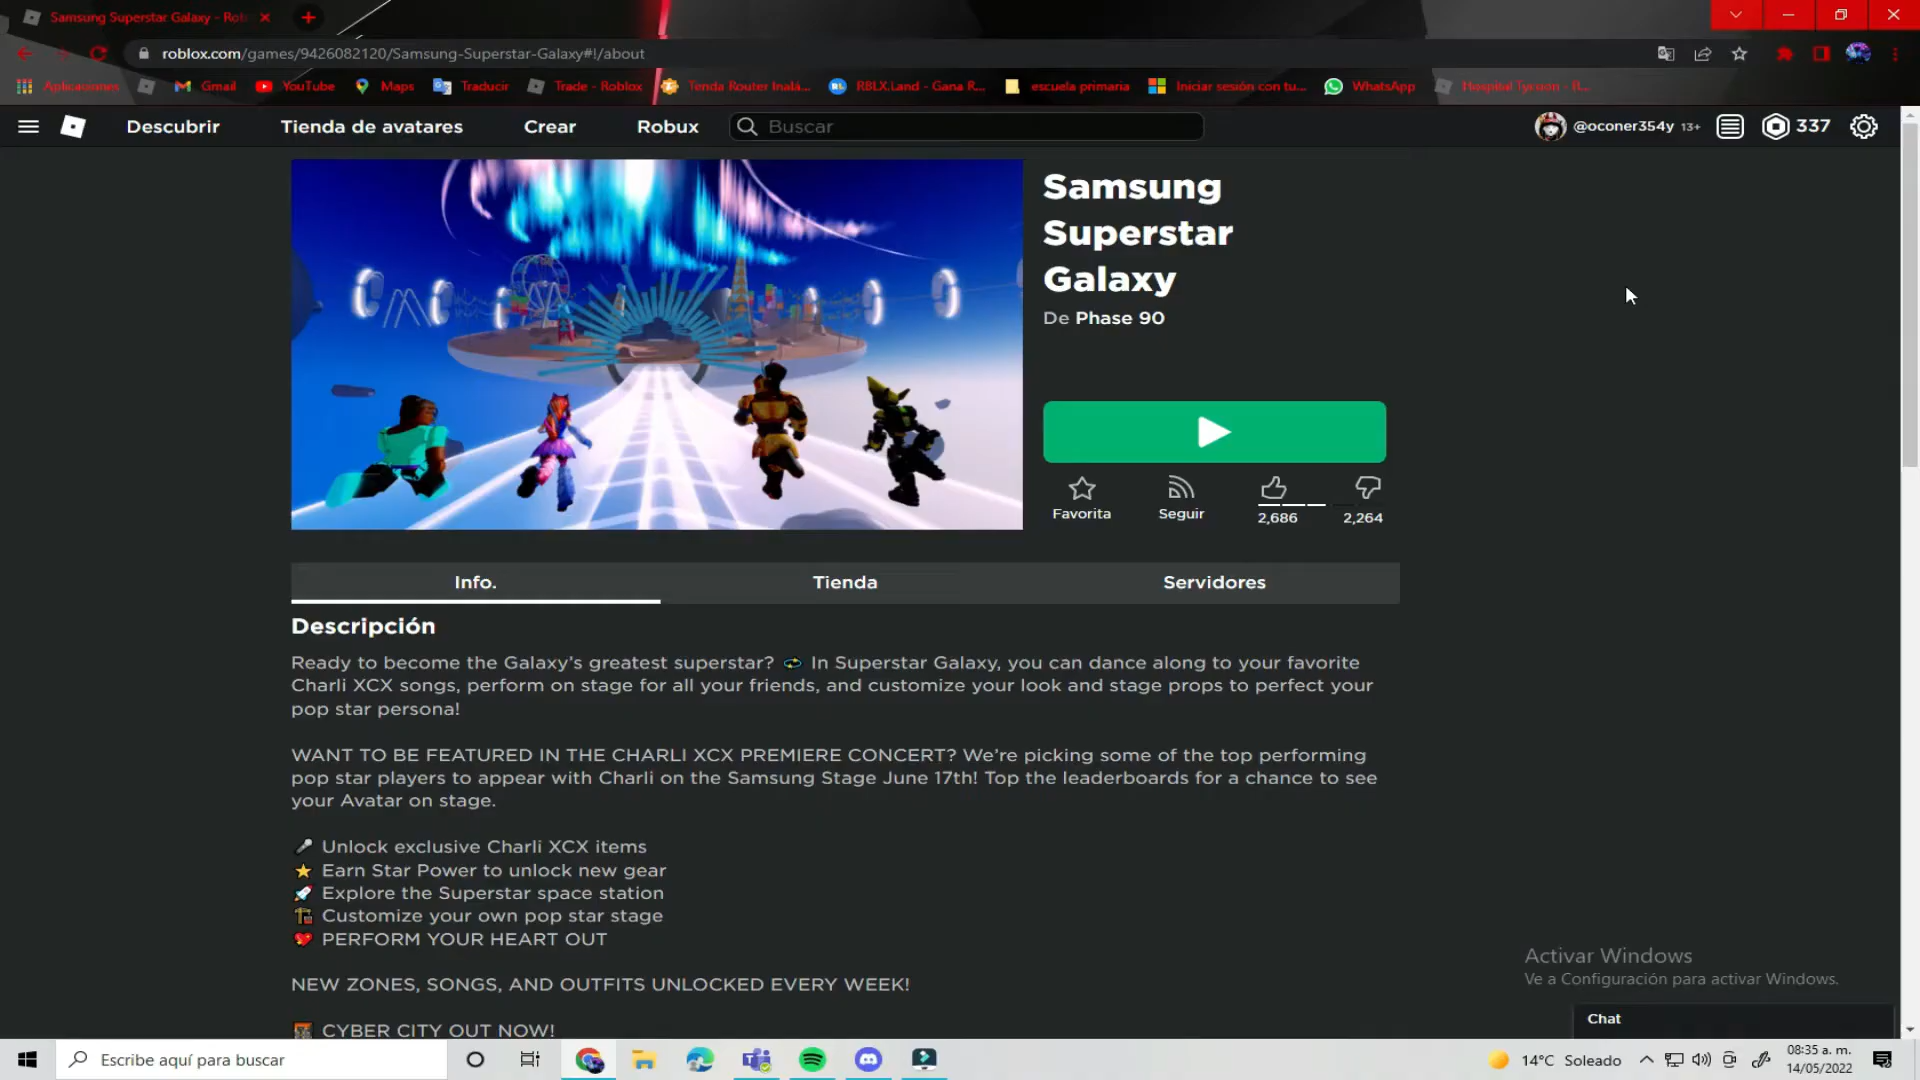 Samsung Superstar Galaxy - Rob
roblox.com/games/9426082120/Samsung-Superstar-Galaxy#!/about
Aplicaciones Gmail YouTube Maps Traducir Trade - Roblox Tenda Router Inalá... RBLX.Land - Gana R... escuela primaria Iniciar sesión con tu... WhatsApp Hospital Tycoon - R...
Descubrir Tienda de avatares Crear Robux Buscar @oconer354y 13+ 337
Samsung
Superstar
Galaxy
De Phase 90
Favorita Seguir 2,686 2,264
Info. Tienda Servidores
Descripción
Ready to become the Galaxy's greatest superstar? In Superstar Galaxy, you can dance along to your favorite
Charli XCX songs, perform on stage for all your friends, and customize your look and stage props to perfect your
pop star persona!
WANT TO BE FEATURED IN THE CHARLI XCX PREMIERE CONCERT? We're picking some of the top performing
pop star players to appear with Charli on the Samsung Stage June 17th! Top the leaderboards for a chance to see
your Avatar on stage.
🎤 Unlock exclusive Charli XCX items
⭐ Earn Star Power to unlock new gear
🚀 Explore the Superstar space station
🏗 Customize your own pop star stage
💖 PERFORM YOUR HEART OUT
NEW ZONES, SONGS, AND OUTFITS UNLOCKED EVERY WEEK!
CYBER CITY OUT NOW!
Activar Windows
Ve a Configuración para activar Windows.
Chat
Escribe aquí para buscar
14°C Soleado
08:35 a. m.
14/05/2022